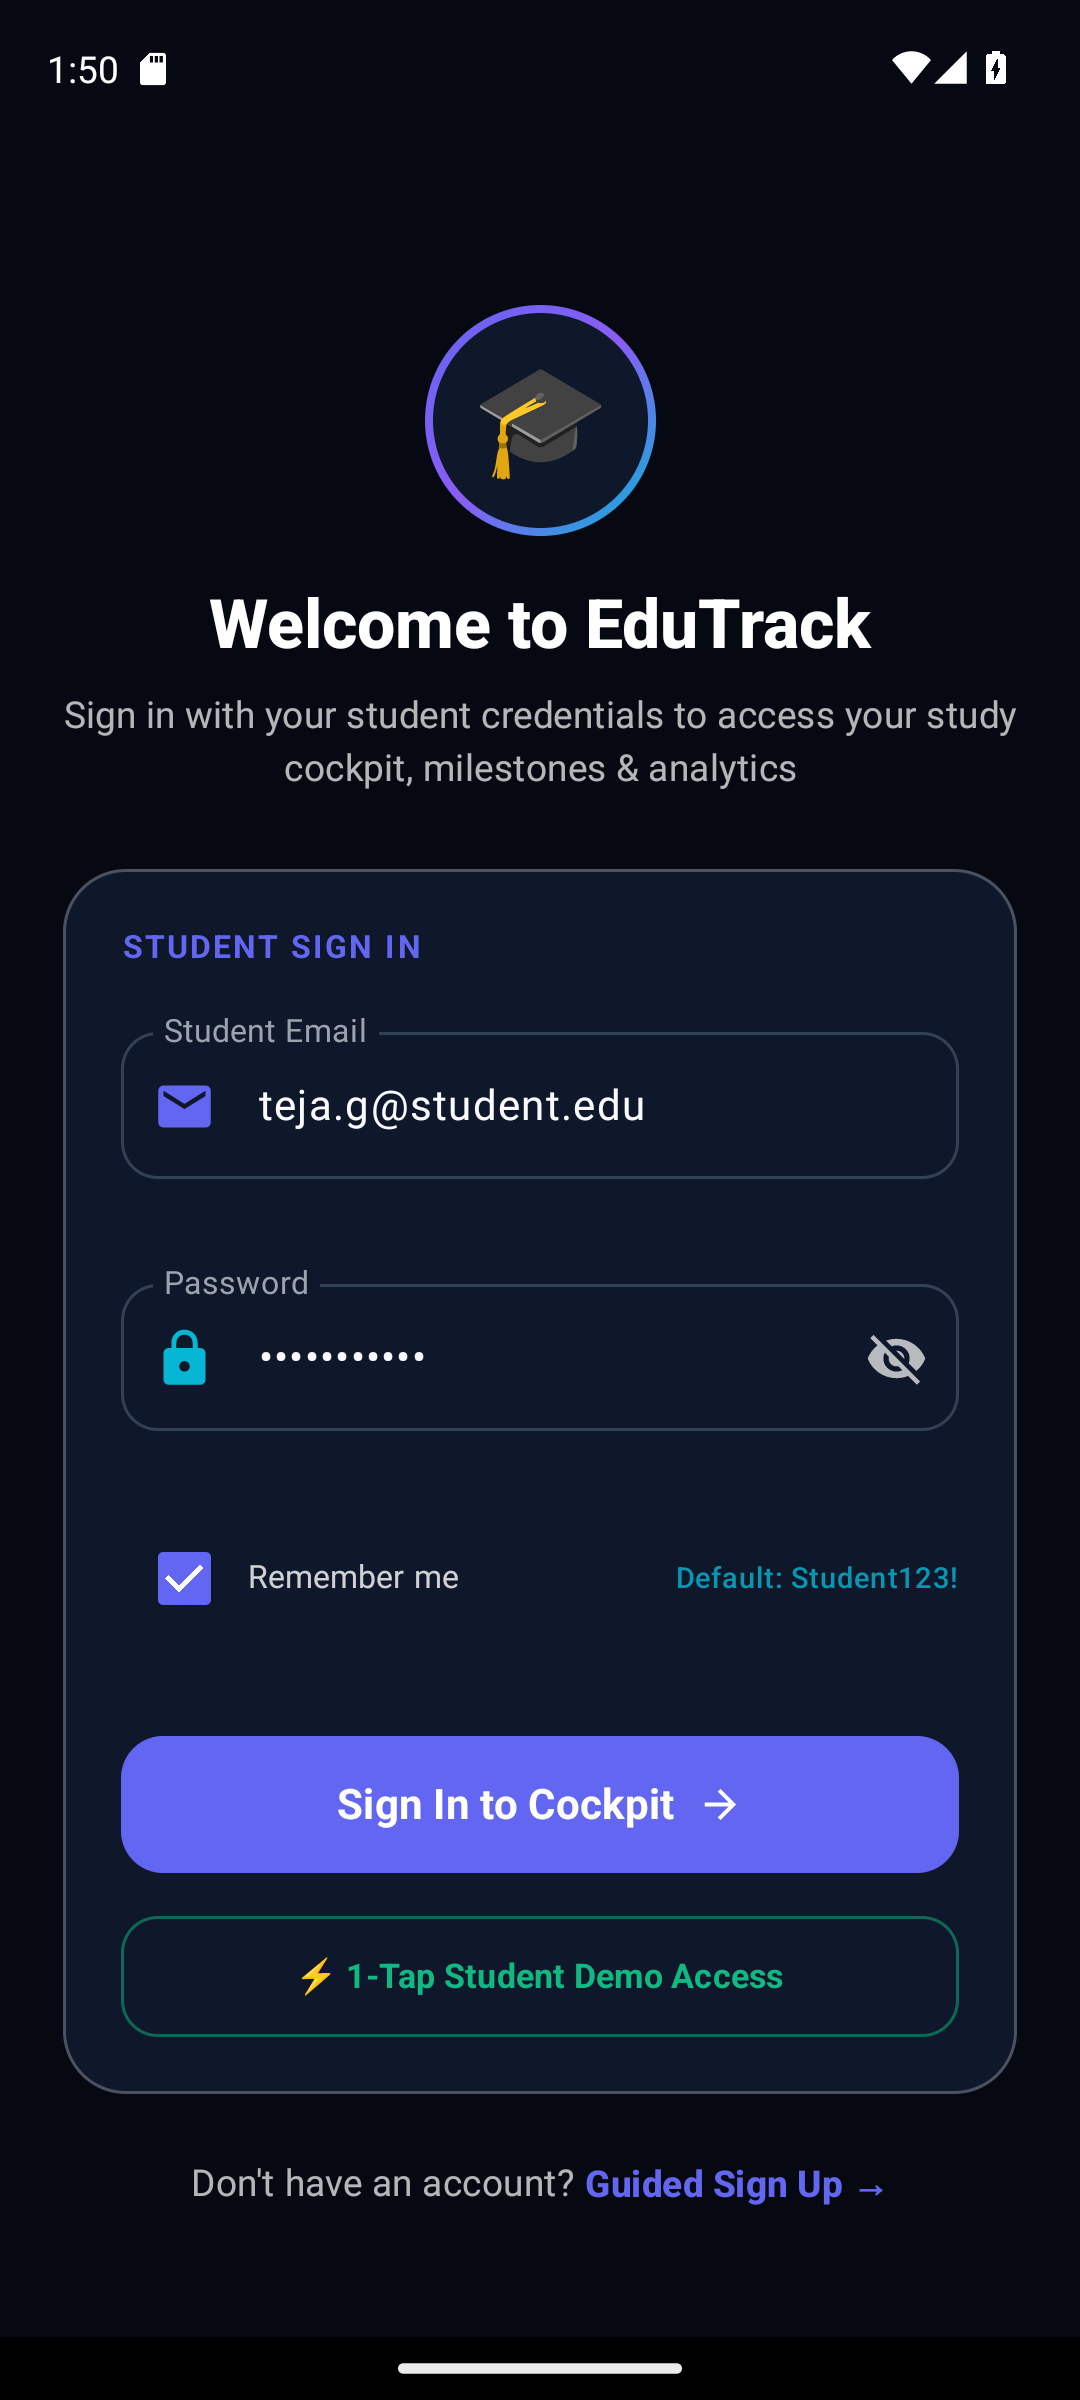 1:50
Welcome to EduTrack
Sign in with your student credentials to access your study
cockpit, milestones & analytics
STUDENT SIGN IN
Student Email
teja.g@student.edu
Password
•••••••••••
Remember me
Default: Student123!
Sign In to Cockpit →
⚡ 1-Tap Student Demo Access
Don't have an account? Guided Sign Up →